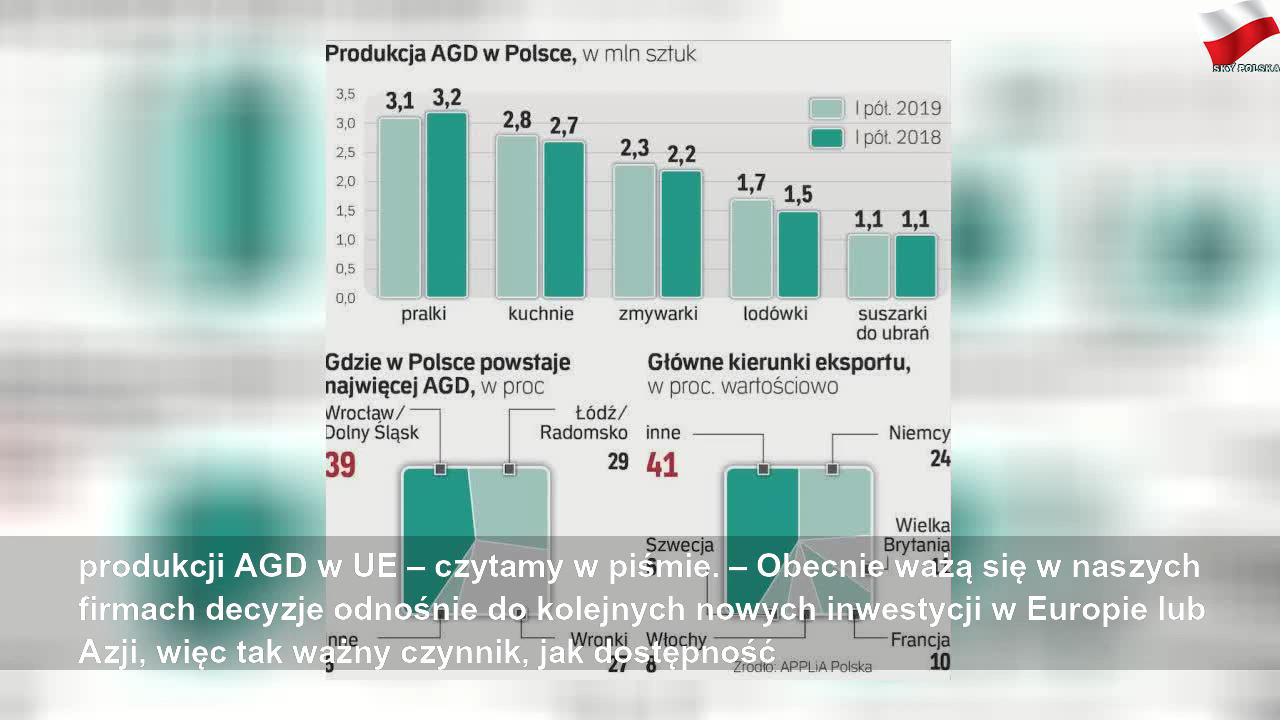 SKY POLSKA
Produkcja AGD w Polsce, w mln sztuk
3,5
3,0
2,5
2,0
1,5
1,0
0,5
0,0
3,1 3,2
2,8 2,7
2,3 2,2
1,7 1,5
1,1 1,1
I pół. 2019
I pół. 2018
pralki kuchnie zmywarki lodówki suszarki
do ubrań
Gdzie w Polsce powstaje
najwięcej AGD, w proc
Wrocław/
Dolny Śląsk
39
Łódź/
Radomsko
29
Wronki
27
Główne kierunki eksportu,
w proc. wartościowo
inne
41
Niemcy
24
Wielka
Brytania
Szwecja
Włochy
8
Francja
10
Źródło: APPLiA Polska
produkcji AGD w UE – czytamy w piśmie. – Obecnie ważą się w naszych
firmach decyzje odnośnie do kolejnych nowych inwestycji w Europie lub
Azji, więc tak ważny czynnik, jak dostępność